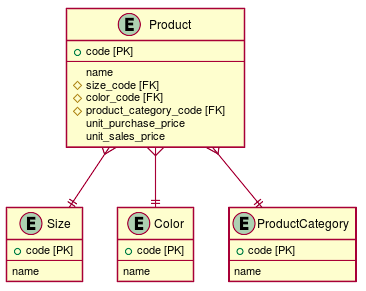 E Product
code [PK]
name
size_code [FK]
color_code [FK]
product_category_code [FK]
unit_purchase_price
unit_sales_price
E Size
code [PK]
name
E Color
code [PK]
name
E ProductCategory
code [PK]
name